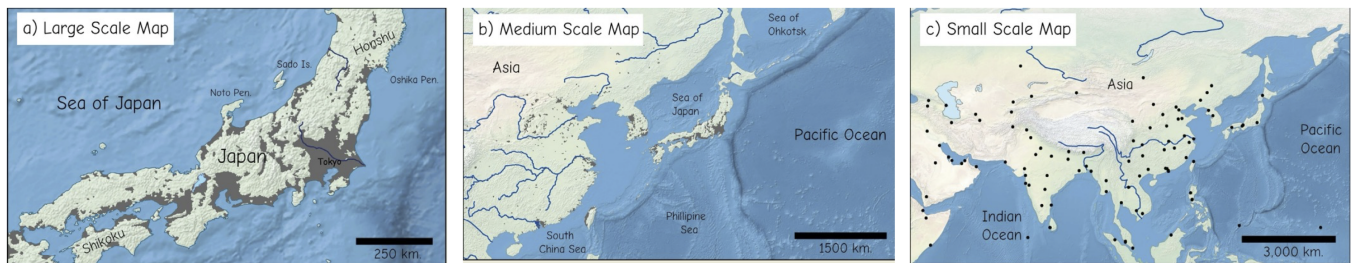 a) Large Scale Map
Honshu
Sado Is.
Oshika Pen.
Noto Pen.
Sea of Japan
Japan
Tokyo
Shikoku
250 km.
b) Medium Scale Map
Sea of
Ohkotsk
Asia
Sea of
Japan
Pacific Ocean
Phillipine
Sea
South
China Sea
1500 km.
c) Small Scale Map
Asia
Pacific
Ocean
Indian
Ocean
3,000 km.